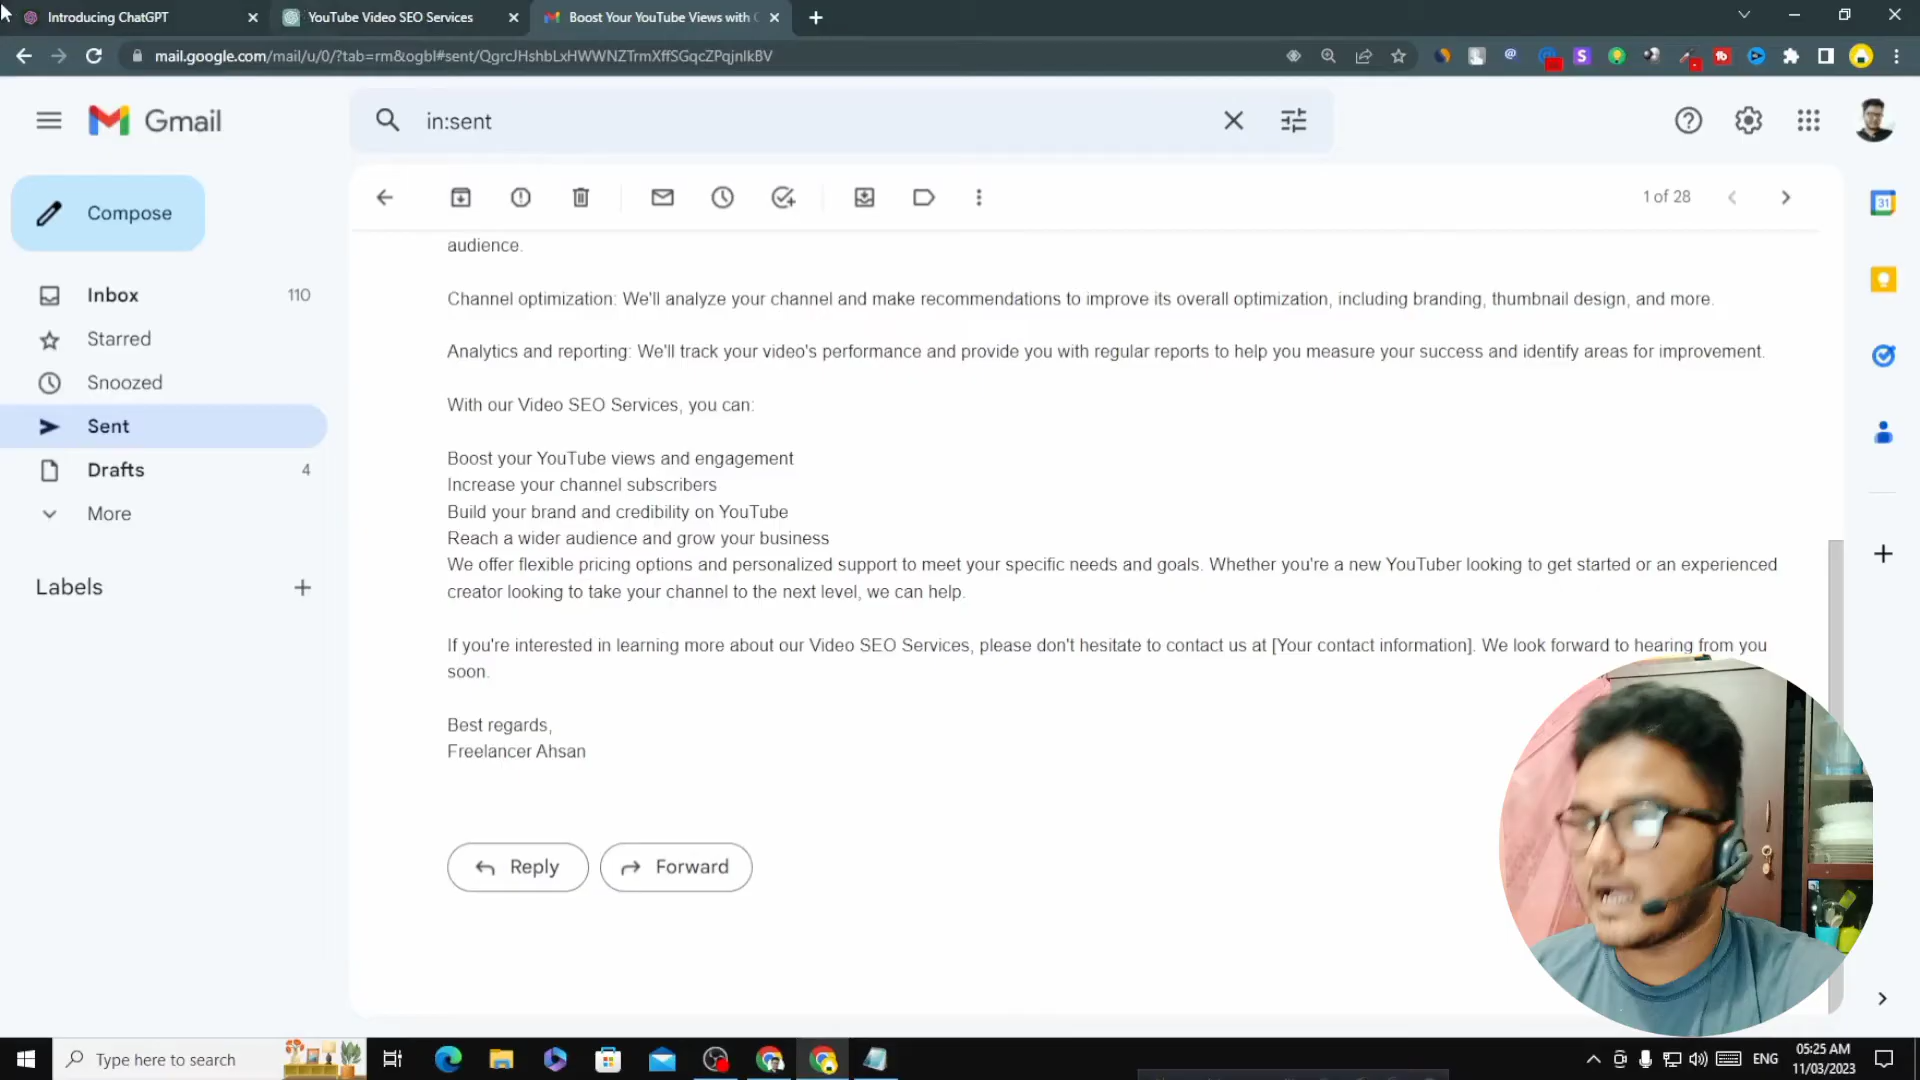 Introducing ChatGPT
YouTube Video SEO Services
Boost Your YouTube Views with
mail.google.com/mail/u/0/?tab=rm&ogbl#sent/QgrcJHshbLxHWWNZTrmXffSGqcZPqjnlkBV
Gmail
in:sent
Compose
1 of 28
Inbox 110
Starred
Snoozed
Sent
Drafts 4
More
Labels
audience.
Channel optimization: We'll analyze your channel and make recommendations to improve its overall optimization, including branding, thumbnail design, and more.
Analytics and reporting: We'll track your video's performance and provide you with regular reports to help you measure your success and identify areas for improvement.
With our Video SEO Services, you can:
Boost your YouTube views and engagement
Increase your channel subscribers
Build your brand and credibility on YouTube
Reach a wider audience and grow your business
We offer flexible pricing options and personalized support to meet your specific needs and goals. Whether you're a new YouTuber looking to get started or an experienced
creator looking to take your channel to the next level, we can help.
If you're interested in learning more about our Video SEO Services, please don't hesitate to contact us at [Your contact information]. We look forward to hearing from you
soon.
Best regards,
Freelancer Ahsan
Reply
Forward
31
Type here to search
ENG
05:25 AM
11/03/2023